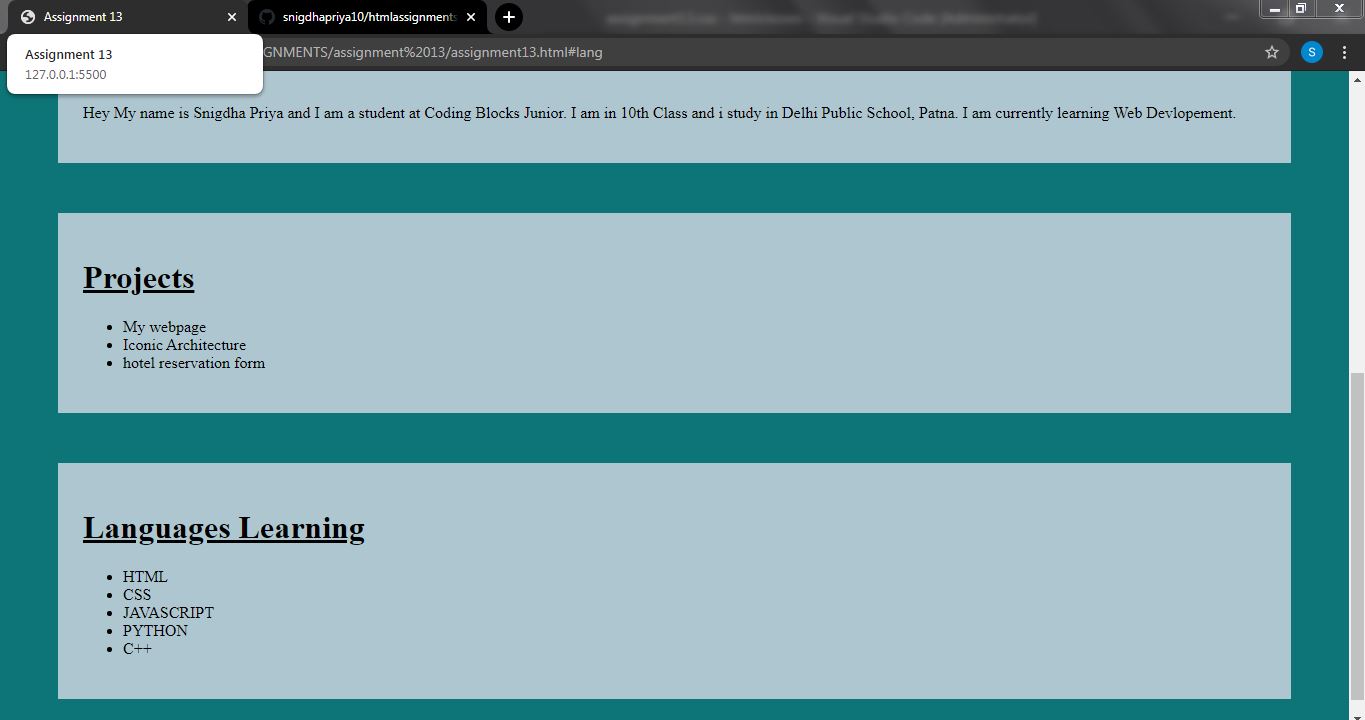 Assignment 13
snigdhapriya10/htmlassignments
Assignment 13
127.0.0.1:5500
GNMENTS/assignment%2013/assignment13.html#lang
S
Hey My name is Snigdha Priya and I am a student at Coding Blocks Junior. I am in 10th Class and i study in Delhi Public School, Patna. I am currently learning Web Devlopement.
Projects
My webpage
Iconic Architecture
hotel reservation form
Languages Learning
HTML
CSS
JAVASCRIPT
PYTHON
C++